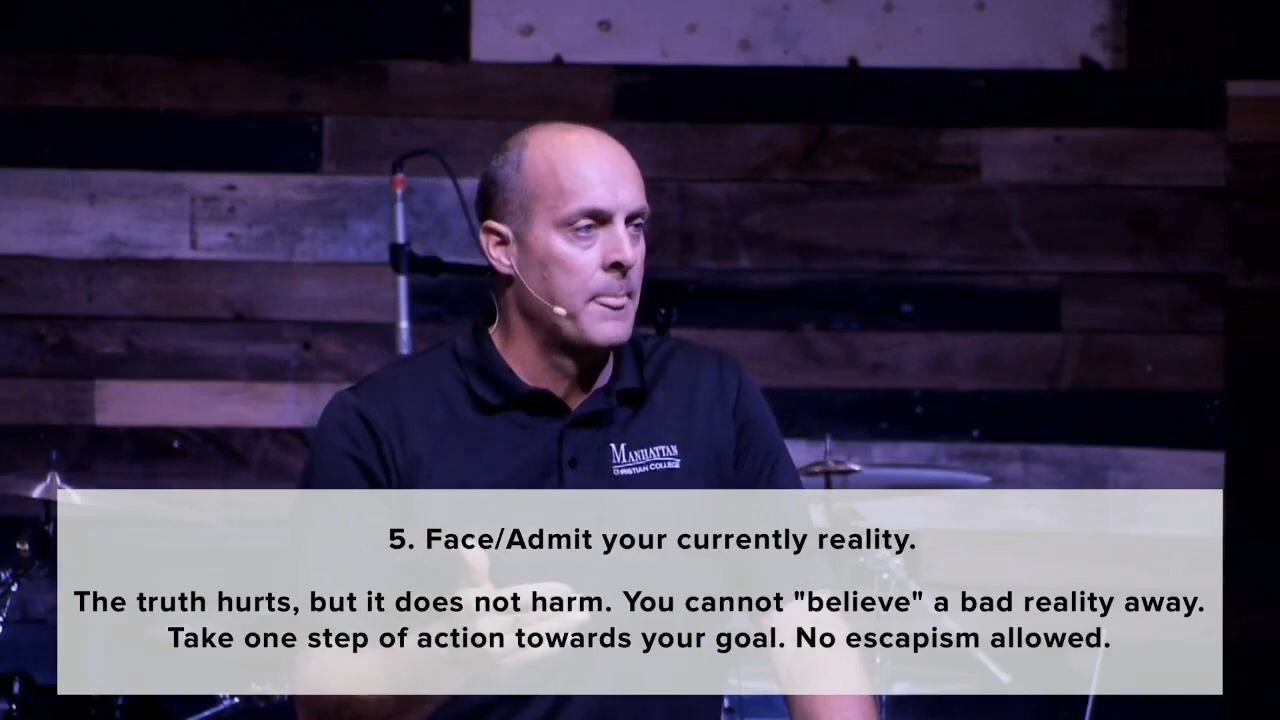 MANHATTAN
CHRISTIAN COLLEGE
5. Face/Admit your currently reality.
The truth hurts, but it does not harm. You cannot "believe" a bad reality away.
Take one step of action towards your goal. No escapism allowed.